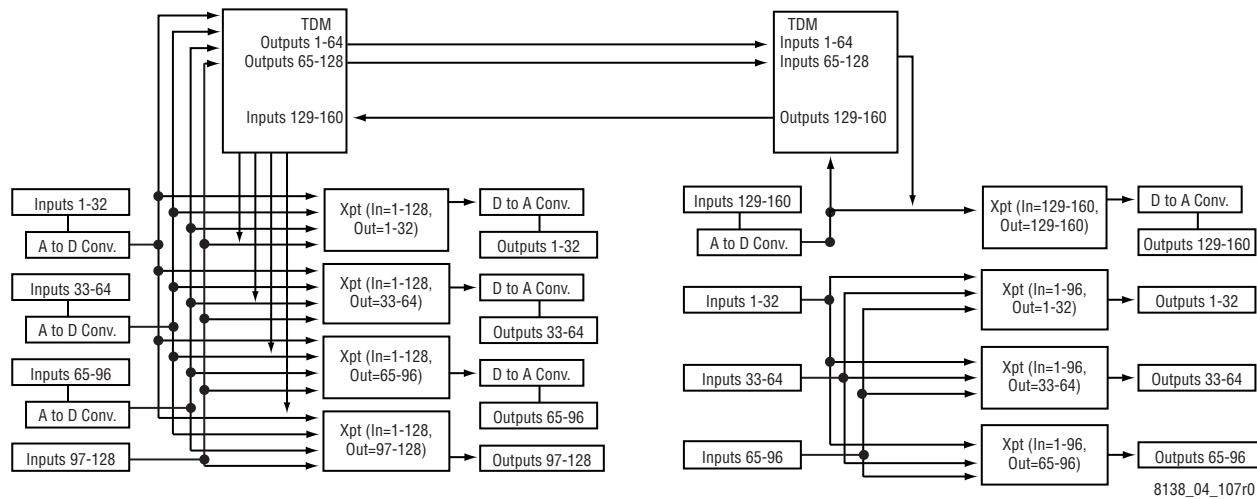 TDM
Outputs 1-64
Outputs 65-128
Inputs 129-160
TDM
Inputs 1-64
Inputs 65-128
Outputs 129-160
Inputs 1-32
A to D Conv.
Inputs 33-64
A to D Conv.
Inputs 65-96
A to D Conv.
Inputs 97-128
Xpt (In=1-128,
Out=1-32)
Xpt (In=1-128,
Out=33-64)
Xpt (In=1-128,
Out=65-96)
Xpt (In=1-128,
Out=97-128)
D to A Conv.
Outputs 1-32
D to A Conv.
Outputs 33-64
D to A Conv.
Outputs 65-96
Outputs 97-128
Inputs 129-160
A to D Conv.
Inputs 1-32
Inputs 33-64
Inputs 65-96
Xpt (In=129-160,
Out=129-160)
Xpt (In=1-96,
Out=1-32)
Xpt (In=1-96,
Out=33-64)
Xpt (In=1-96,
Out=65-96)
D to A Conv.
Outputs 129-160
Outputs 1-32
Outputs 33-64
Outputs 65-96
8138_04_107r0